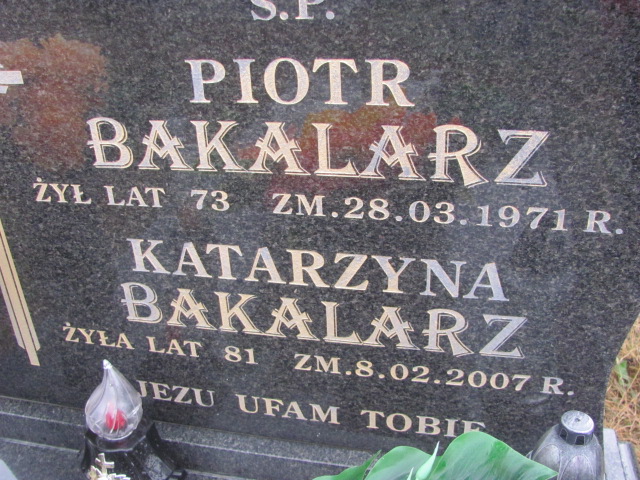 Ś.P.
PIOTR
BAKALARZ
ŻYŁ LAT 73 ZM.28.03.1971 R.
KATARZYNA
BAKALARZ
ŻYŁA LAT 81 ZM.8.02.2007 R.
JEZU UFAM TOBIE